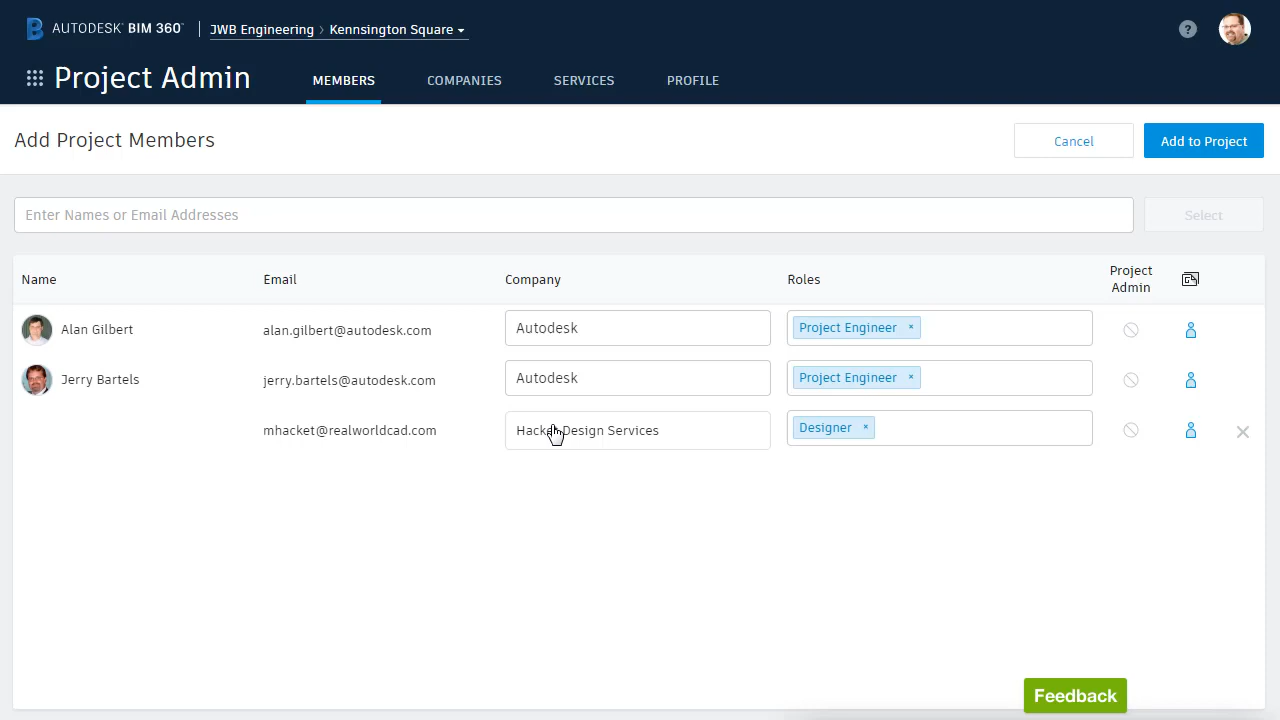 AUTODESK® BIM 360® JWB Engineering > Kennsington Square
?
Project Admin MEMBERS COMPANIES SERVICES PROFILE
Add Project Members Cancel Add to Project
Enter Names or Email Addresses Select
Name Email Company Roles Project Admin
Alan Gilbert alan.gilbert@autodesk.com Autodesk Project Engineer ×
Jerry Bartels jerry.bartels@autodesk.com Autodesk Project Engineer ×
mhacket@realworldcad.com Design Services Designer ×
Feedback